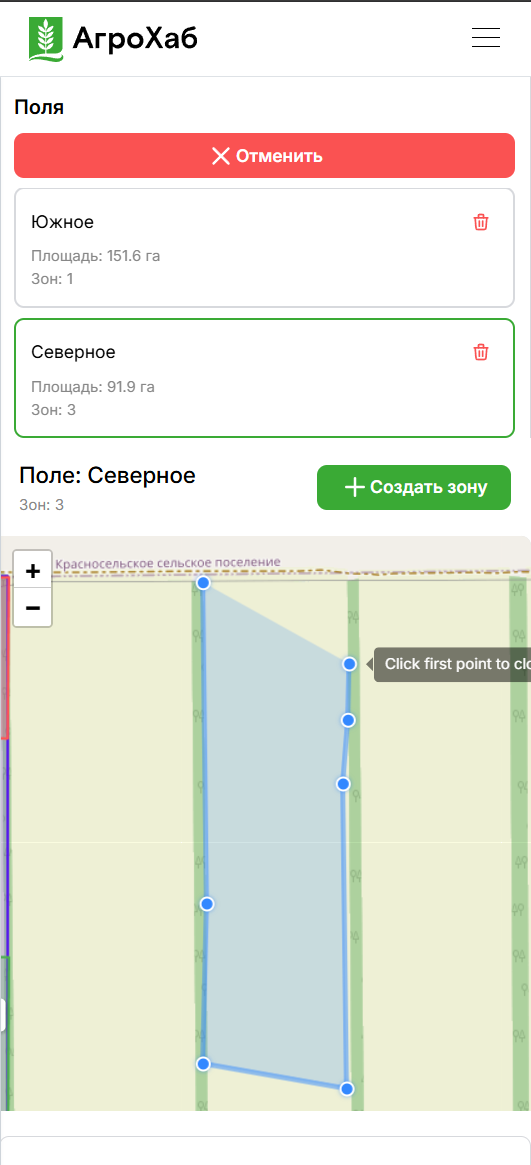 АгроХаб
Поля
Отменить
Южное
Площадь: 151.6 га
Зон: 1
Северное
Площадь: 91.9 га
Зон: 3
Поле: Северное
Зон: 3
Создать зону
+
−
Красносельское сельское поселение
Click first point to clo